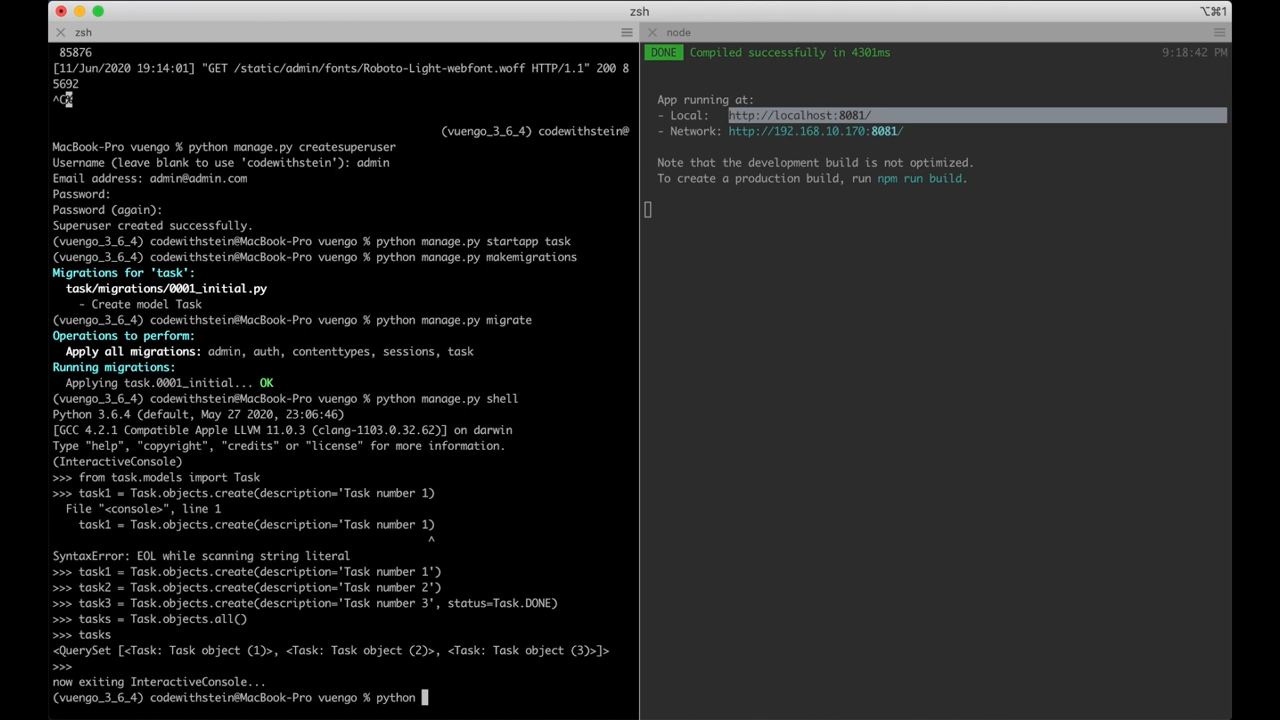 zsh
⌥⌘1
zsh
85876
[11/Jun/2020 19:14:01] "GET /static/admin/fonts/Roboto-Light-webfont.woff HTTP/1.1" 200 8
5692
(vuengo_3_6_4) codewithstein@
MacBook-Pro vuengo % python manage.py createsuperuser
Username (leave blank to use 'codewithstein'): admin
Email address: admin@admin.com
Password:
Password (again):
Superuser created successfully.
(vuengo_3_6_4) codewithstein@MacBook-Pro vuengo % python manage.py startapp task
(vuengo_3_6_4) codewithstein@MacBook-Pro vuengo % python manage.py makemigrations
Migrations for 'task':
task/migrations/0001_initial.py
- Create model Task
(vuengo_3_6_4) codewithstein@MacBook-Pro vuengo % python manage.py migrate
Operations to perform:
Apply all migrations: admin, auth, contenttypes, sessions, task
Running migrations:
Applying task.0001_initial... OK
(vuengo_3_6_4) codewithstein@MacBook-Pro vuengo % python manage.py shell
Python 3.6.4 (default, May 27 2020, 23:06:46)
[GCC 4.2.1 Compatible Apple LLVM 11.0.3 (clang-1103.0.32.62)] on darwin
Type "help", "copyright", "credits" or "license" for more information.
(InteractiveConsole)
>>> from task.models import Task
>>> task1 = Task.objects.create(description='Task number 1)
File "<console>", line 1
task1 = Task.objects.create(description='Task number 1)
^
SyntaxError: EOL while scanning string literal
>>> task1 = Task.objects.create(description='Task number 1')
>>> task2 = Task.objects.create(description='Task number 2')
>>> task3 = Task.objects.create(description='Task number 3', status=Task.DONE)
>>> tasks = Task.objects.all()
>>> tasks
<QuerySet [<Task: Task object (1)>, <Task: Task object (2)>, <Task: Task object (3)>]>
>>>
now exiting InteractiveConsole...
(vuengo_3_6_4) codewithstein@MacBook-Pro vuengo % python
node
DONE Compiled successfully in 4301ms 9:18:42 PM
App running at:
- Local: http://localhost:8081/
- Network: http://192.168.10.170:8081/
Note that the development build is not optimized.
To create a production build, run npm run build.